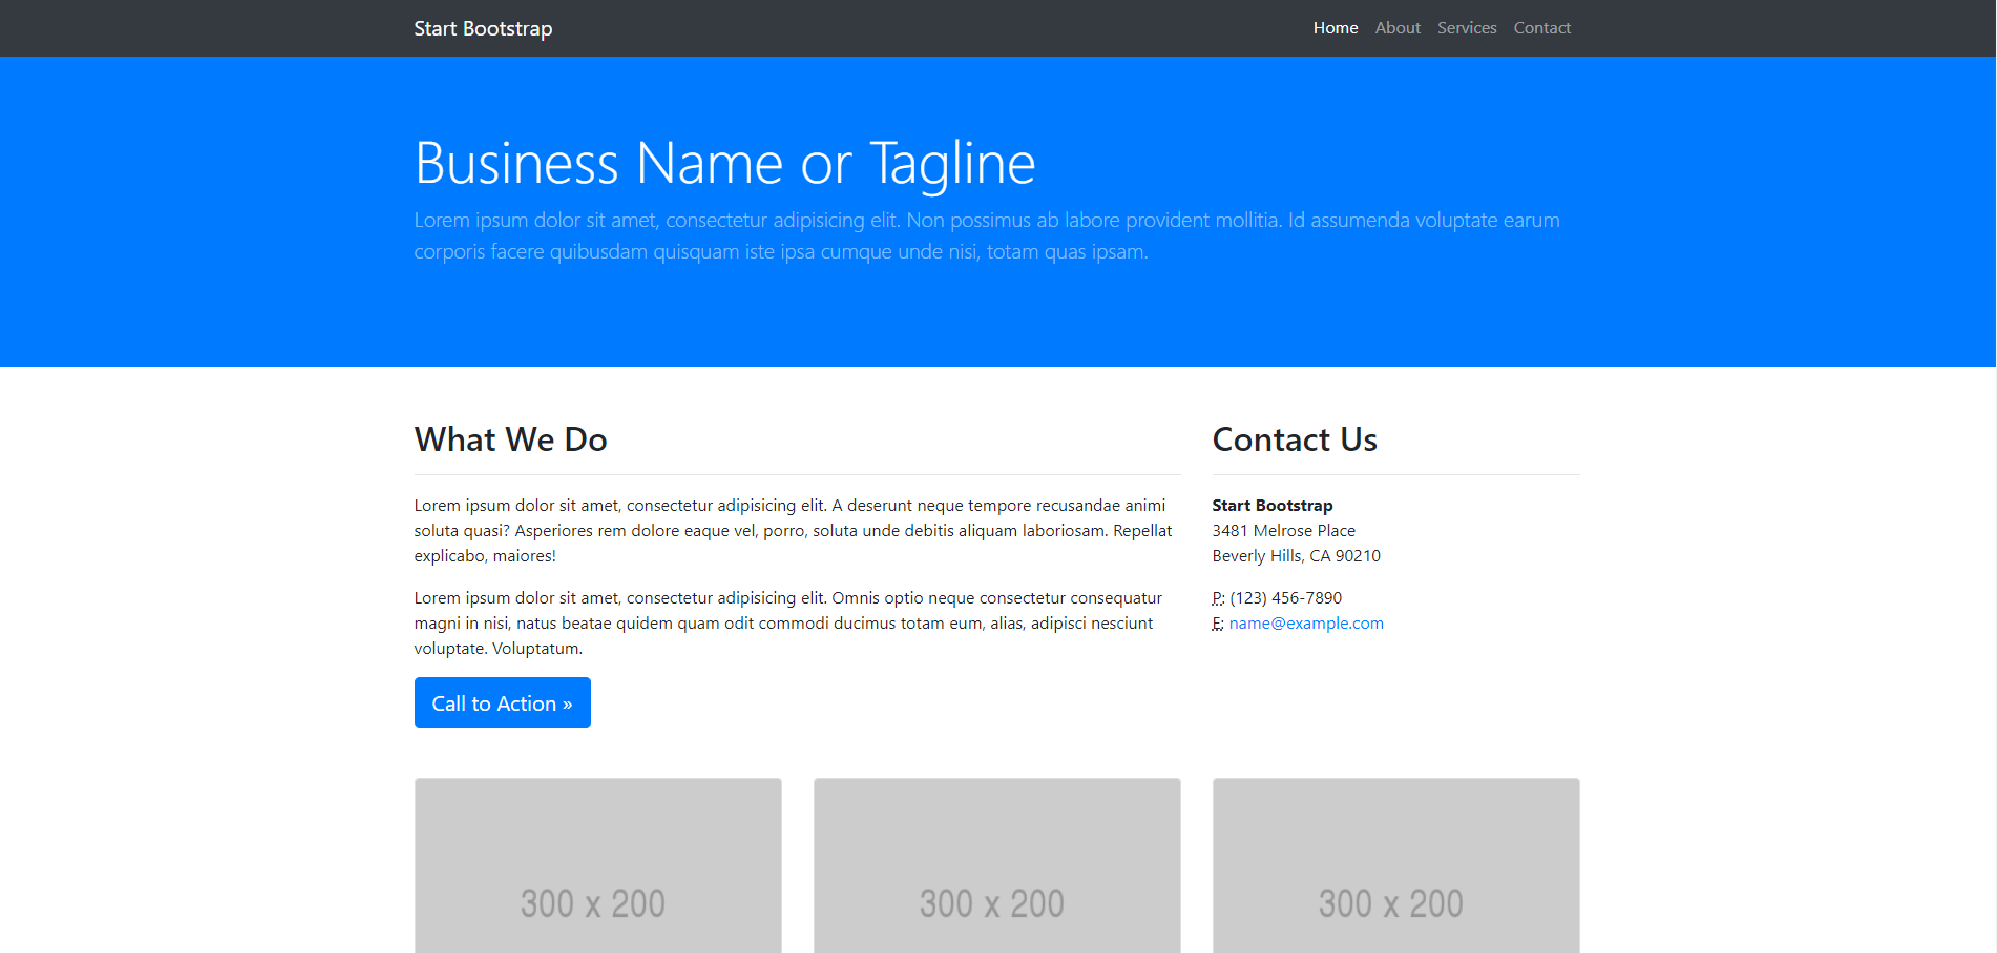 Start Bootstrap
Home About Services Contact
Business Name or Tagline
Lorem ipsum dolor sit amet, consectetur adipisicing elit. Non possimus ab labore provident mollitia. Id assumenda voluptate earum
corporis facere quibusdam quisquam iste ipsa cumque unde nisi, totam quas ipsam.
What We Do
Lorem ipsum dolor sit amet, consectetur adipisicing elit. A deserunt neque tempore recusandae animi
soluta quasi? Asperiores rem dolore eaque vel, porro, soluta unde debitis aliquam laboriosam. Repellat
explicabo, maiores!
Lorem ipsum dolor sit amet, consectetur adipisicing elit. Omnis optio neque consectetur consequatur
magni in nisi, natus beatae quidem quam odit commodi ducimus totam eum, alias, adipisci nesciunt
voluptate. Voluptatum.
Call to Action »
Contact Us
Start Bootstrap
3481 Melrose Place
Beverly Hills, CA 90210
P: (123) 456-7890
E: name@example.com
300 x 200
300 x 200
300 x 200